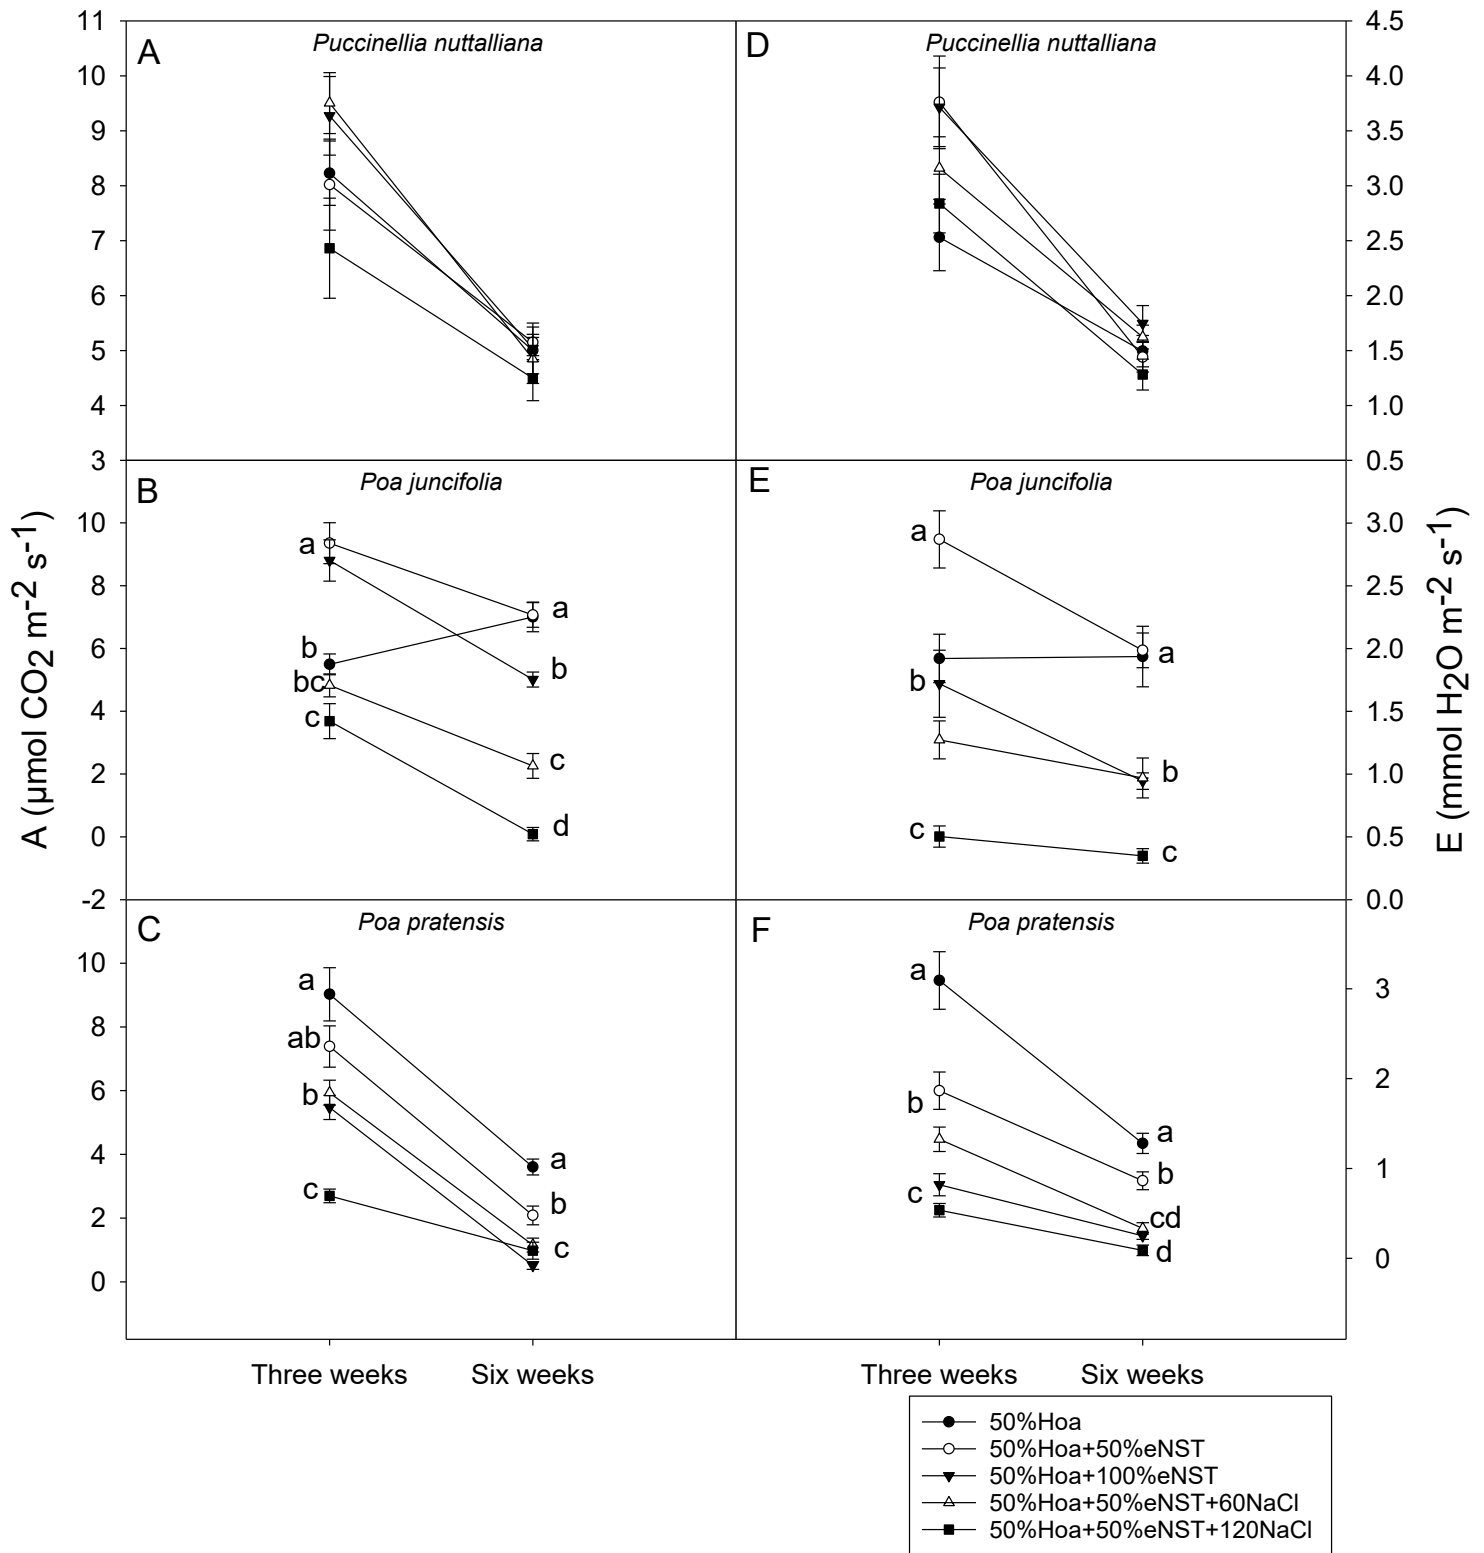 A
Puccinellia nuttalliana
11
10
9
8
7
6
5
4
3
D
Puccinellia nuttalliana
4.5
4.0
3.5
3.0
2.5
2.0
1.5
1.0
0.5
B
Poa juncifolia
10
8
6
4
2
0
-2
a
b
bc
c
a
b
c
d
E
Poa juncifolia
3.0
2.5
2.0
1.5
1.0
0.5
0.0
a
b
c
a
b
c
C
Poa pratensis
10
8
6
4
2
0
a
ab
b
c
a
b
c
F
Poa pratensis
3
2
1
0
a
b
c
a
b
cd
d
A (µmol CO2 m-2 s-1)
E (mmol H2O m-2 s-1)
Three weeks Six weeks
Three weeks Six weeks
50%Hoa
50%Hoa+50%eNST
50%Hoa+100%eNST
50%Hoa+50%eNST+60NaCl
50%Hoa+50%eNST+120NaCl